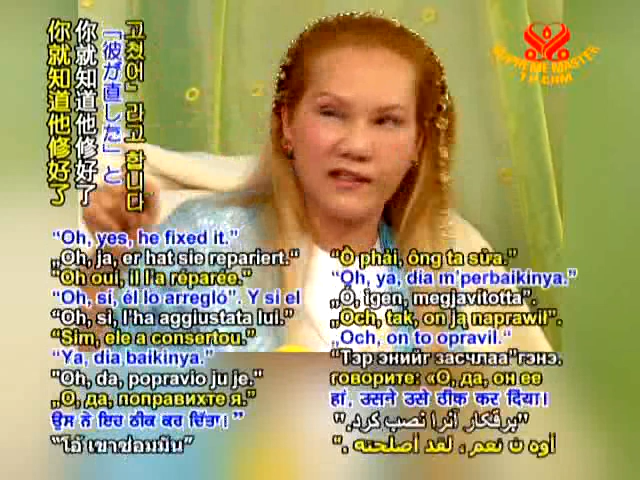 고쳤어」라고 합니다
「彼が直した」と
你就知道他修好了
你就知道他修好了
SUPREME MASTER
TV.COM
“Oh, yes, he fixed it.”
„Oh, ja, er hat sie repariert.“
"Oh oui, il l'a réparée."
“Oh, sí, él lo arregló”. Y si el
“Oh, si, l’ha aggiustata lui.”
“Sim, ele a consertou.”
“Ya, dia baikinya.”
"Oh, da, popravio ju je."
„О, да, поправихте я.“
ਉਸ ਨੇ ਇਹ ਠੀਕ ਕਰ ਦਿੱਤਾ।”
“โอ้ เขาซ่อมมัน”
“Ồ phải, ông ta sửa.”
“Oh, ya, dia m’perbaikinya.”
„Ó, igen, megjavította”.
„Och, tak, on ją naprawił”.
„Och, on to opravil.“
“Тэр энийг засчлаа”гэнэ.
говорите: «О, да, он ее
हां, उसने उसे ठीक कर दिया।
برقکار آنرا نصب کرد."
أوه ن نعم، لقد أصلحته .“